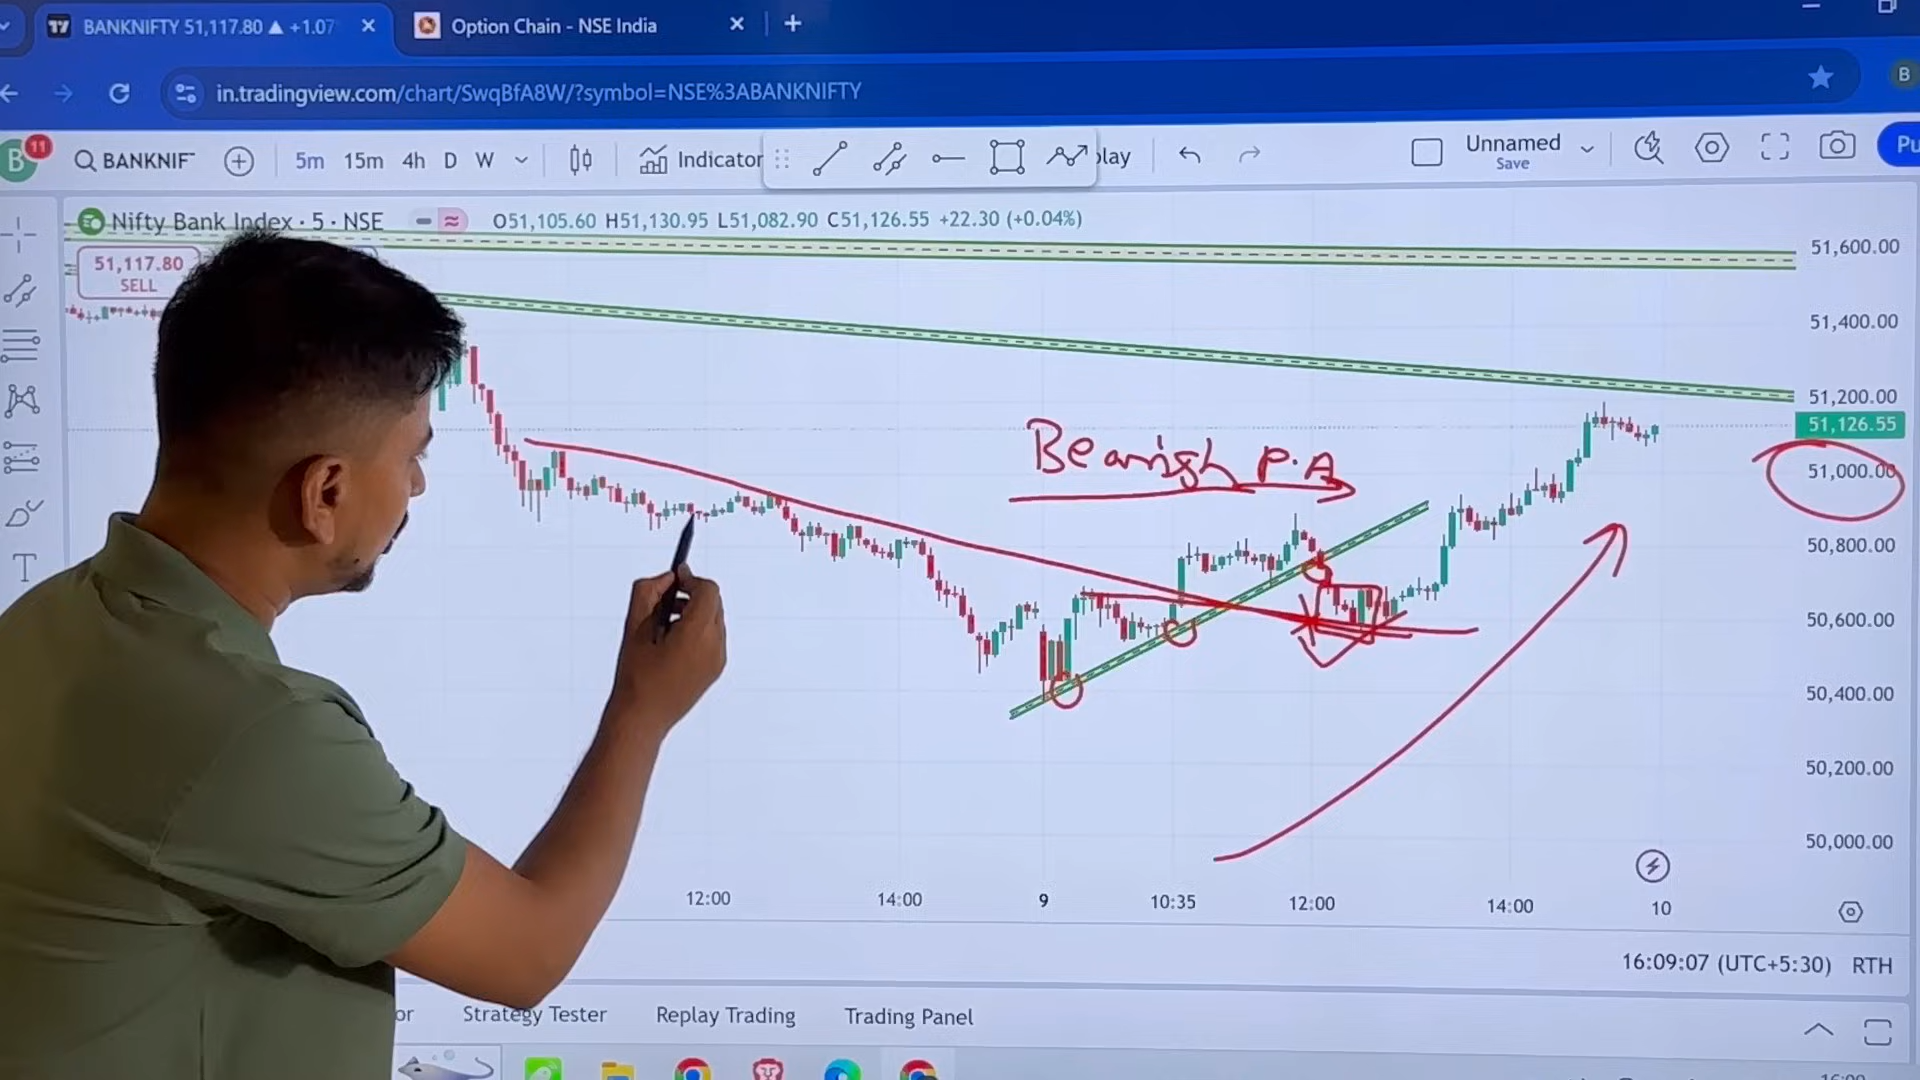 BANKNIFTY 51,117.80 ▲ +1.07
Option Chain - NSE India
in.tradingview.com/chart/SwqBfA8W/?symbol=NSE%3ABANKNIFTY
B
B
11
BANKNIF
5m 15m 4h D W
Indicator
play
Unnamed
Save
Pu
Nifty Bank Index · 5 · NSE
O51,105.60 H51,130.95 L51,082.90 C51,126.55 +22.30 (+0.04%)
51,117.80
SELL
51,600.00
51,400.00
51,200.00
51,126.55
51,000.00
50,800.00
50,600.00
50,400.00
50,200.00
50,000.00
Bearish P.A
12:00 14:00 9 10:35 12:00 14:00 10
16:09:07 (UTC+5:30) RTH
or Strategy Tester Replay Trading Trading Panel